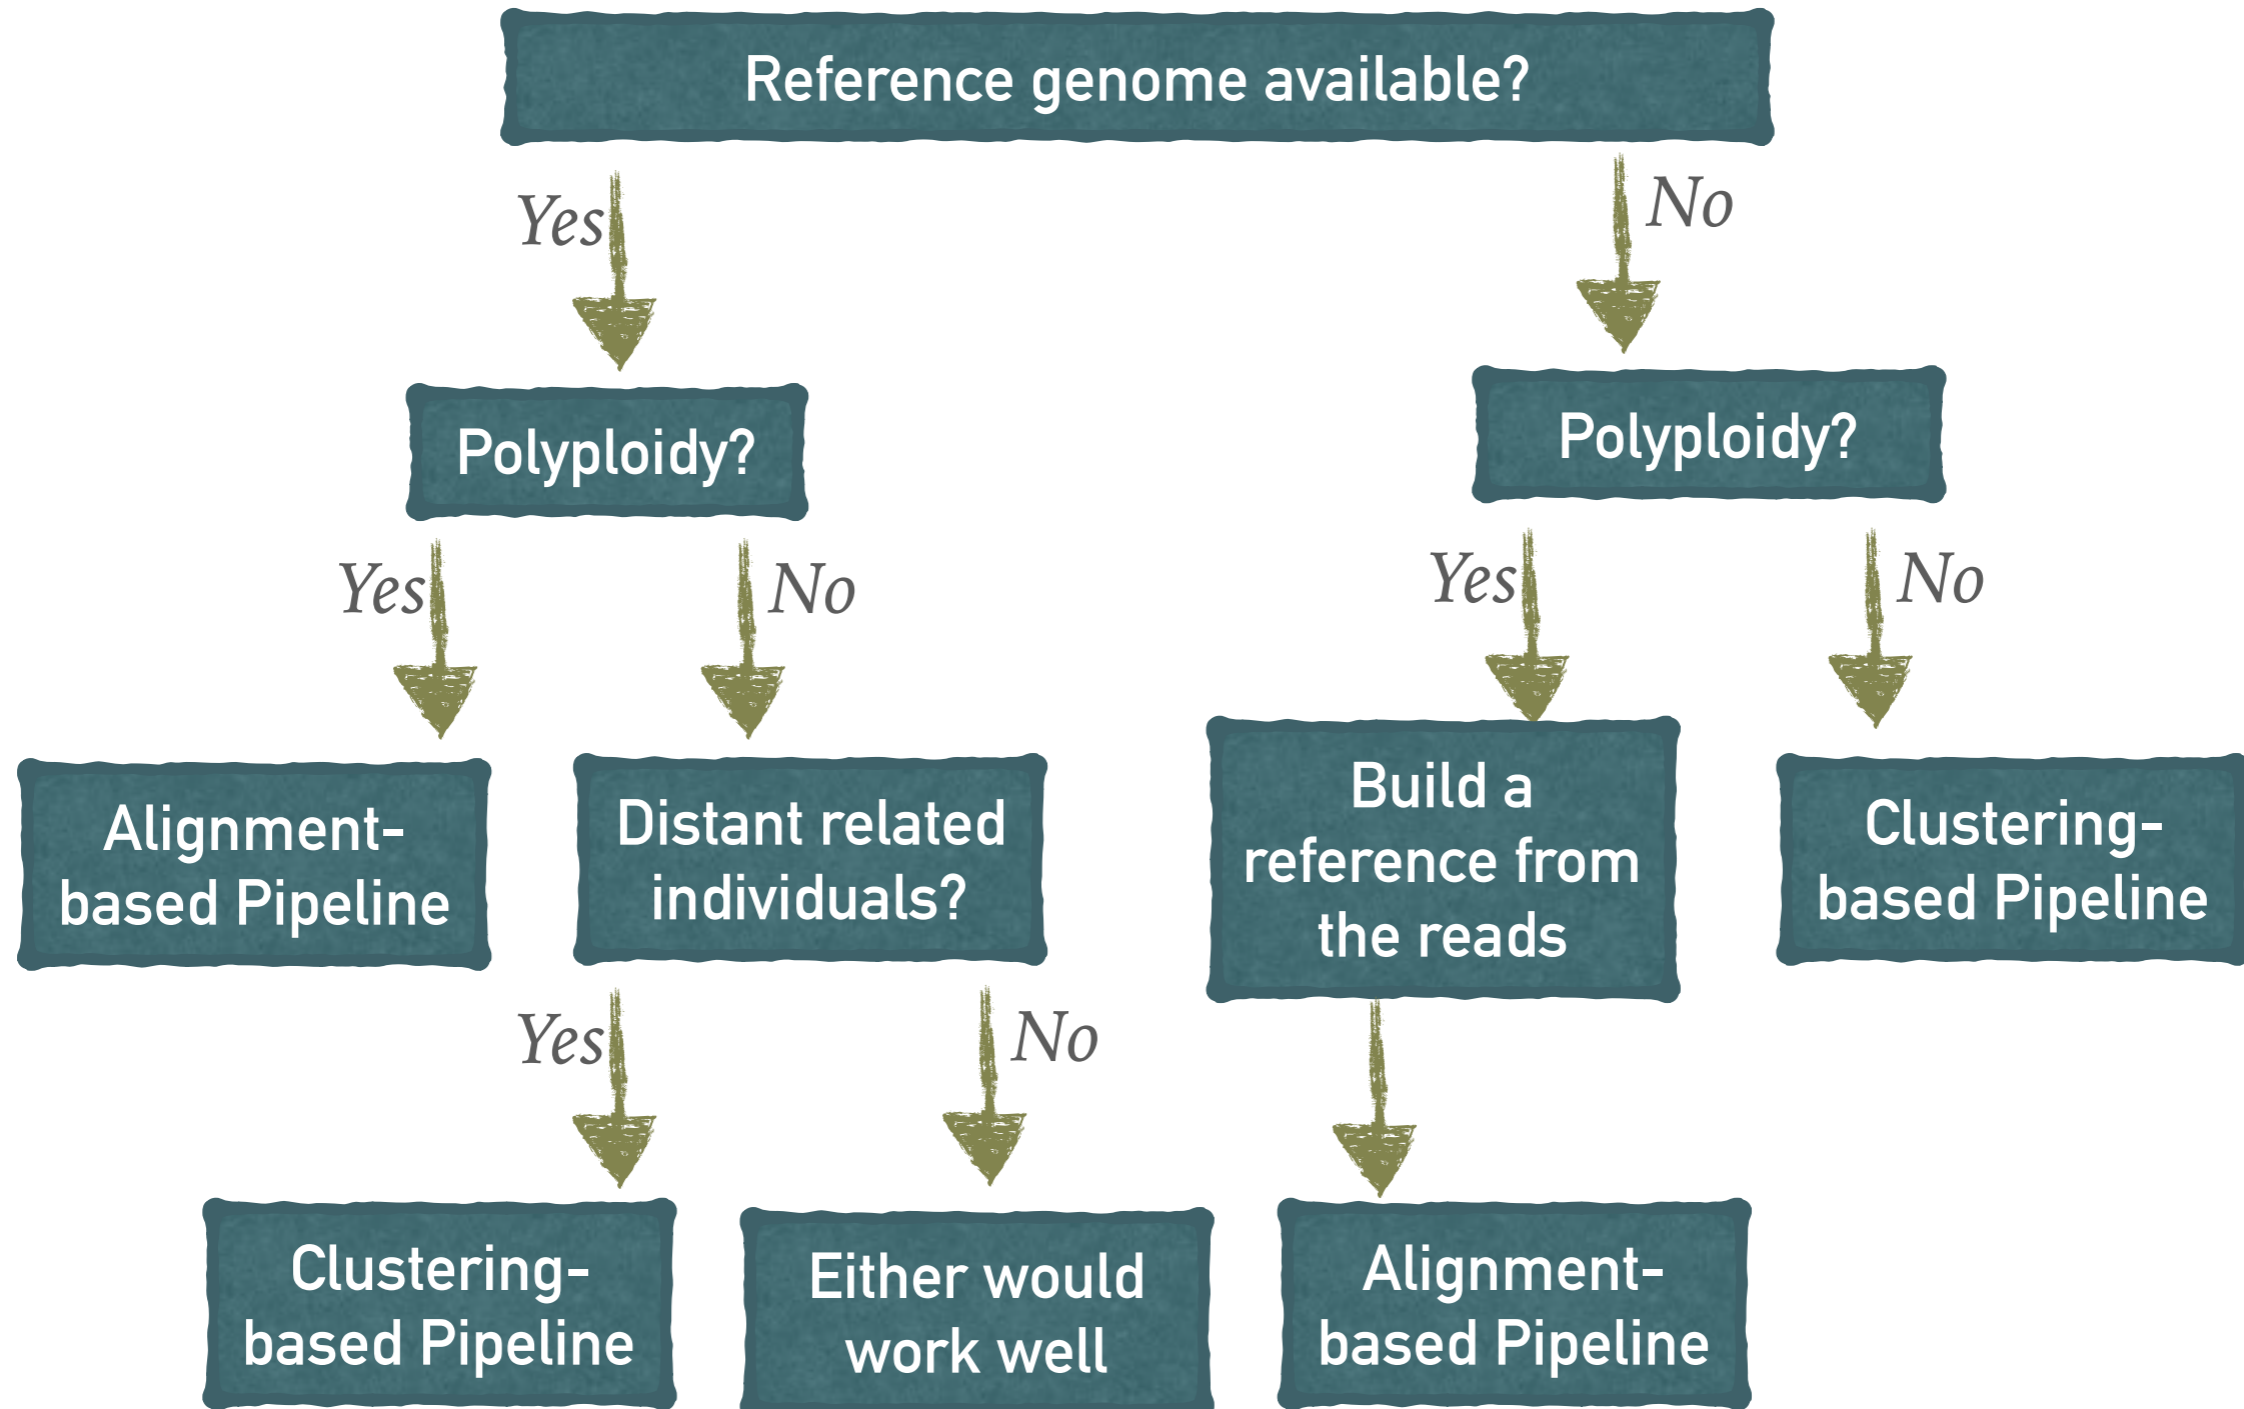 Reference genome available?
Yes
No
Polyploidy?
Polyploidy?
Yes
No
Yes
No
Alignment-
based Pipeline
Distant related
individuals?
Build a
reference from
the reads
Clustering-
based Pipeline
Yes
No
Clustering-
based Pipeline
Either would
work well
Alignment-
based Pipeline